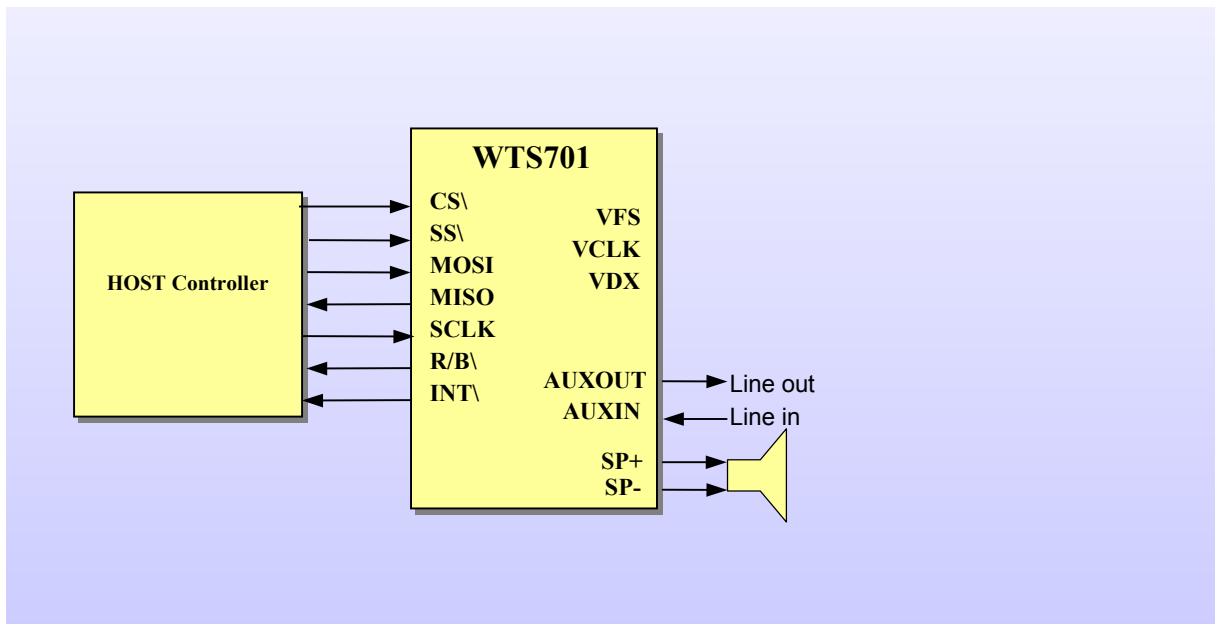 WTS701
HOST Controller
CS\
SS\
MOSI
MISO
SCLK
R/B\
INT\
VFS
VCLK
VDX
AUXOUT
AUXIN
SP+
SP-
Line out
Line in